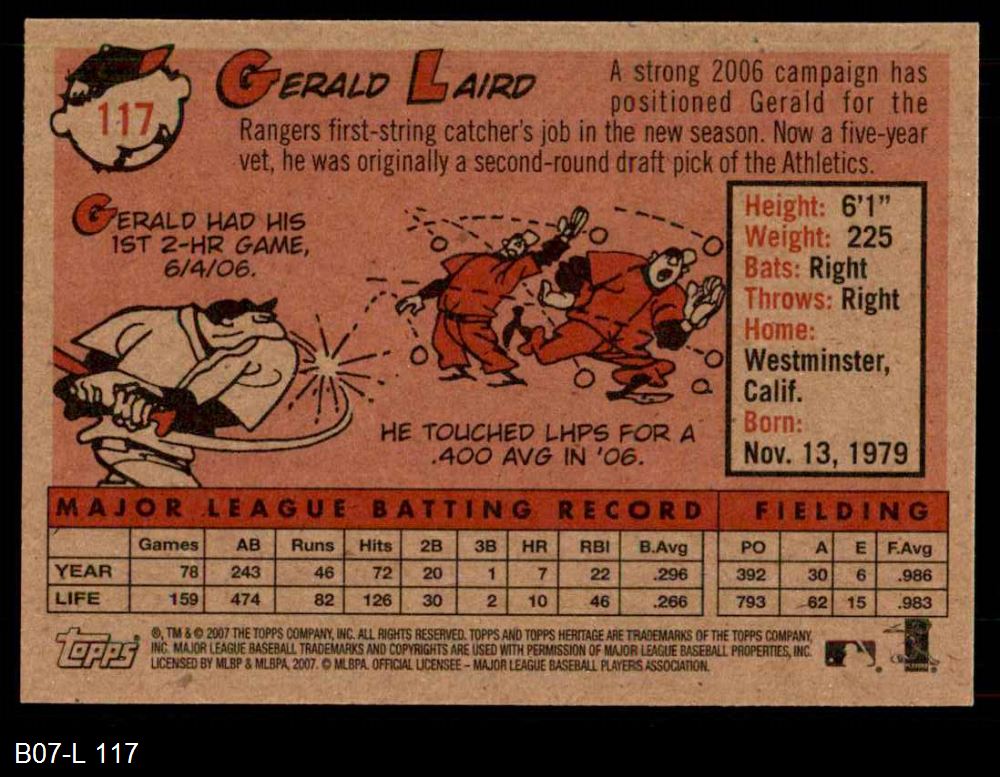 117
GERALD LAIRD
A strong 2006 campaign has
positioned Gerald for the
Rangers first-string catcher's job in the new season. Now a five-year
vet, he was originally a second-round draft pick of the Athletics.
GERALD HAD HIS
1ST 2-HR GAME,
6/4/06.
HE TOUCHED LHPS FOR A
.400 AVG IN '06.
Height: 6'1"
Weight: 225
Bats: Right
Throws: Right
Home:
Westminster,
Calif.
Born:
Nov. 13, 1979
MAJOR LEAGUE BATTING RECORD FIELDING
Games AB Runs Hits 2B 3B HR RBI B.Avg PO A E F.Avg
YEAR 78 243 46 72 20 1 7 22 .296 392 30 6 .986
LIFE 159 474 82 126 30 2 10 46 .266 793 62 15 .983
Topps
®, TM & © 2007 THE TOPPS COMPANY, INC. ALL RIGHTS RESERVED. TOPPS AND TOPPS HERITAGE ARE TRADEMARKS OF THE TOPPS COMPANY,
INC. MAJOR LEAGUE BASEBALL TRADEMARKS AND COPYRIGHTS ARE USED WITH PERMISSION OF MAJOR LEAGUE BASEBALL PROPERTIES, INC.
LICENSED BY MLBP & MLBPA, 2007. © MLBPA. OFFICIAL LICENSEE – MAJOR LEAGUE BASEBALL PLAYERS ASSOCIATION.
B07-L 117